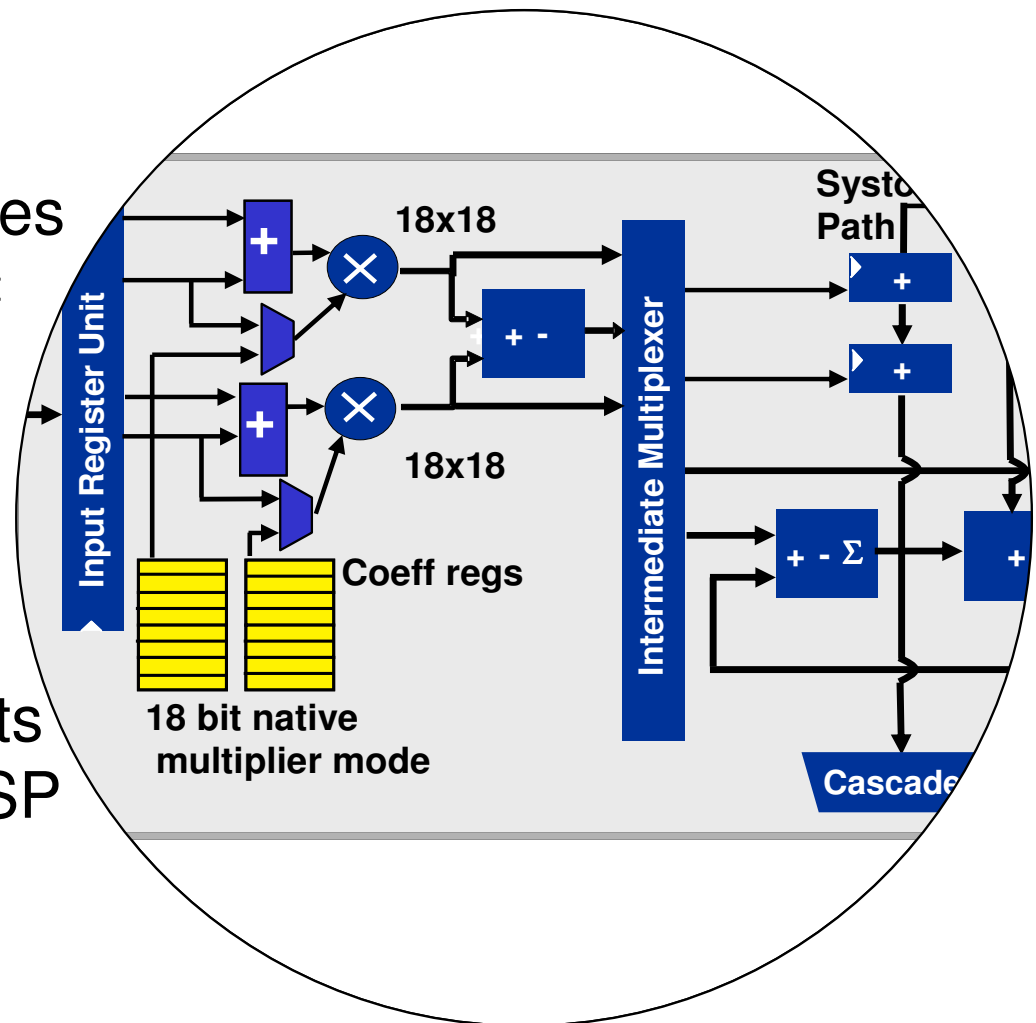 Path
18x18
+
+
+ -
+
+
18x18
Input Register Unit
Intermediate Multiplexer
+ - Σ
+
Coeff regs
18 bit native
multiplier mode
Cascade